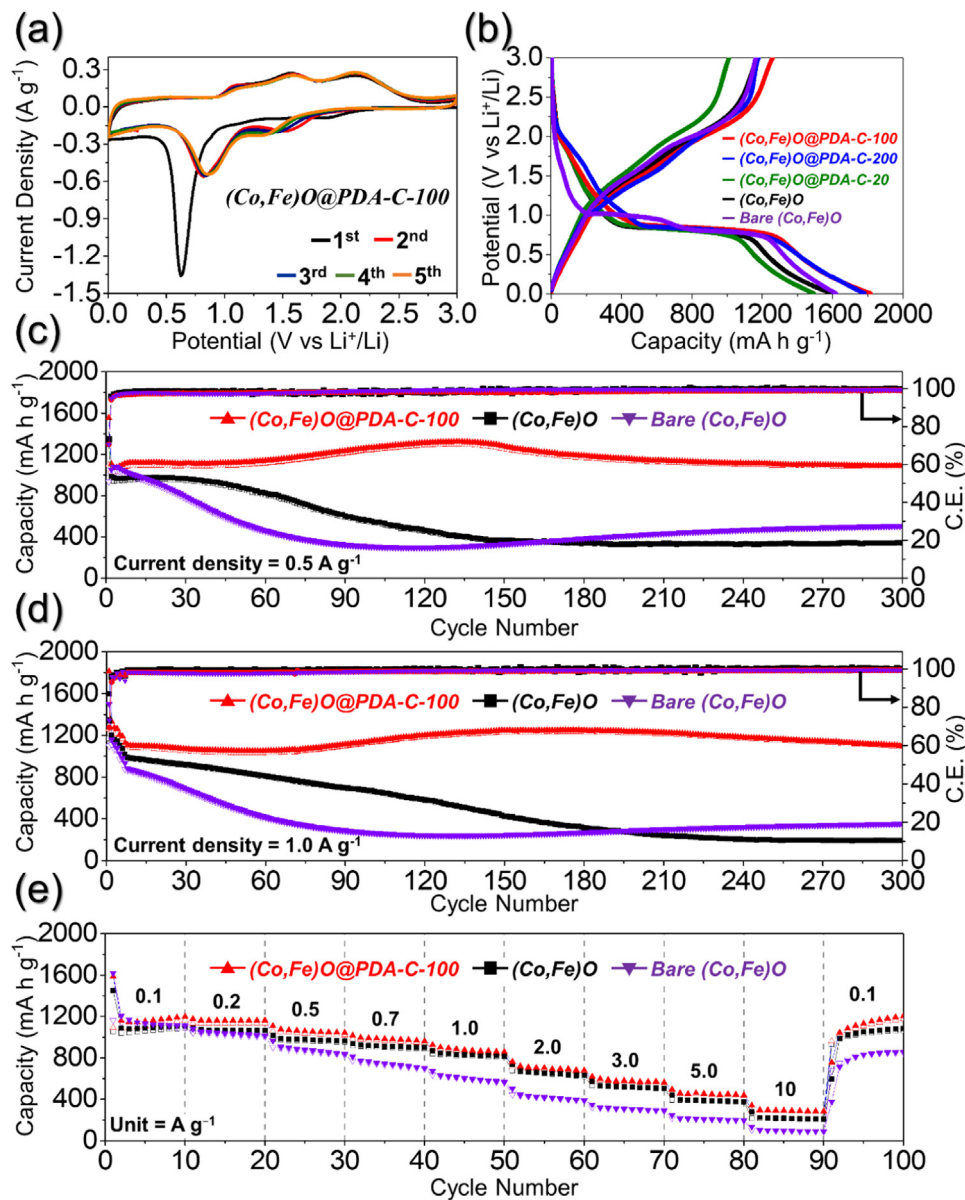 (a)
Current Density (A g⁻¹)
0.3
0.0
-0.3
-0.6
-0.9
-1.2
-1.5
(Co,Fe)O@PDA-C-100
1st 2nd
3rd 4th 5th
0.0 0.5 1.0 1.5 2.0 2.5 3.0
Potential (V vs Li⁺/Li)
(b)
Potential (V vs Li⁺/Li)
3.0
2.5
2.0
1.5
1.0
0.5
0.0
(Co,Fe)O@PDA-C-100
(Co,Fe)O@PDA-C-200
(Co,Fe)O@PDA-C-20
(Co,Fe)O
Bare (Co,Fe)O
0 400 800 1200 1600 2000
Capacity (mA h g⁻¹)
(c)
Capacity (mA h g⁻¹)
2000
1600
1200
800
400
0
(Co,Fe)O@PDA-C-100 (Co,Fe)O Bare (Co,Fe)O
Current density = 0.5 A g⁻¹
100
80
60
40
20
0
C.E. (%)
0 30 60 90 120 150 180 210 240 270 300
Cycle Number
(d)
Capacity (mA h g⁻¹)
2000
1600
1200
800
400
0
(Co,Fe)O@PDA-C-100 (Co,Fe)O Bare (Co,Fe)O
Current density = 1.0 A g⁻¹
100
80
60
40
20
0
C.E. (%)
0 30 60 90 120 150 180 210 240 270 300
Cycle Number
(e)
Capacity (mA h g⁻¹)
2000
1600
1200
800
400
0
(Co,Fe)O@PDA-C-100 (Co,Fe)O Bare (Co,Fe)O
0.1 0.2 0.5 0.7 1.0 2.0 3.0 5.0 10 0.1
Unit = A g⁻¹
0 10 20 30 40 50 60 70 80 90 100
Cycle Number